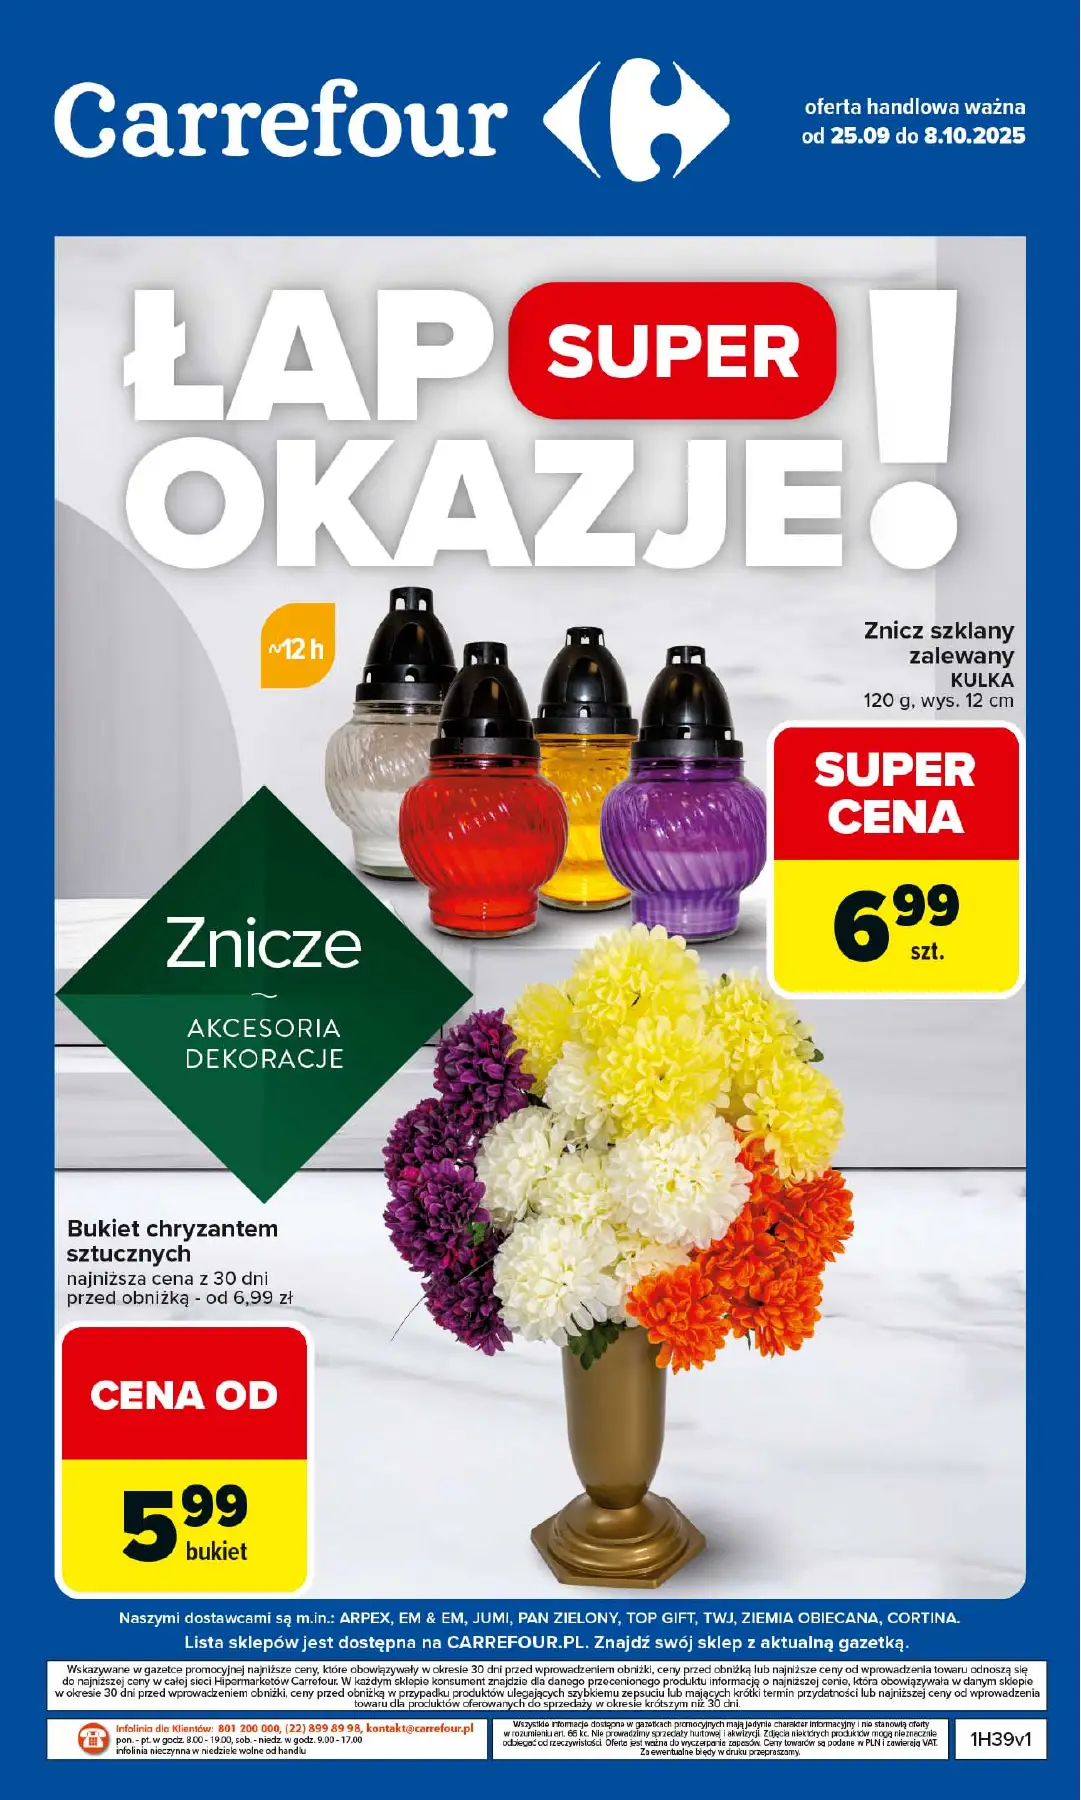 Carrefour
oferta handlowa ważna
od 25.09 do 8.10.2025
ŁAP SUPER
OKAZJE!
~12 h
Znicz szklany
zalewany
KULKA
120 g, wys. 12 cm
SUPER
CENA
6 99
szt.
Znicze
~
AKCESORIA
DEKORACJE
Bukiet chryzantem
sztucznych
najniższa cena z 30 dni
przed obniżką - od 6,99 zł
CENA OD
5 99
bukiet
Naszymi dostawcami są m.in.: ARPEX, EM & EM, JUMI, PAN ZIELONY, TOP GIFT, TWJ, ZIEMIA OBIECANA, CORTINA.
Lista sklepów jest dostępna na CARREFOUR.PL. Znajdź swój sklep z aktualną gazetką.
Wskazywane w gazetce promocyjnej najniższe ceny, które obowiązywały w okresie 30 dni przed wprowadzeniem obniżki, ceny przed obniżką lub najniższe ceny od wprowadzenia towaru odnoszą się
do najniższej ceny w całej sieci Hipermarketów Carrefour. W każdym sklepie konsument znajdzie dla danego przecenionego produktu informację o najniższej cenie, która obowiązywała w danym sklepie
w okresie 30 dni przed wprowadzeniem obniżki, ceny przed obniżką w przypadku produktów ulegających szybkiemu zepsuciu lub mających krótki termin przydatności lub najniższej ceny od wprowadzenia
towaru dla produktów oferowanych do sprzedaży w okresie krótszym niż 30 dni.
Infolinia dla Klientów: 801 200 000, (22) 899 89 98, kontakt@carrefour.pl
pon. - pt. w godz. 8.00 - 19.00, sob. - niedz. w godz. 9.00 - 17.00
infolinia nieczynna w niedziele wolne od handlu
Wszystkie informacje dostępne w gazetkach promocyjnych mają jedynie charakter informacyjny i nie stanowią oferty
w rozumieniu art. 66 kc. Nie prowadzimy sprzedaży hurtowej i akwizycji. Zdjęcia niektórych produktów mogą nieznacznie
odbiegać od rzeczywistości. Oferta jest ważna do wyczerpania zapasów. Ceny towarów są podane w PLN i zawierają VAT.
Za ewentualne błędy w druku przepraszamy.
1H39v1